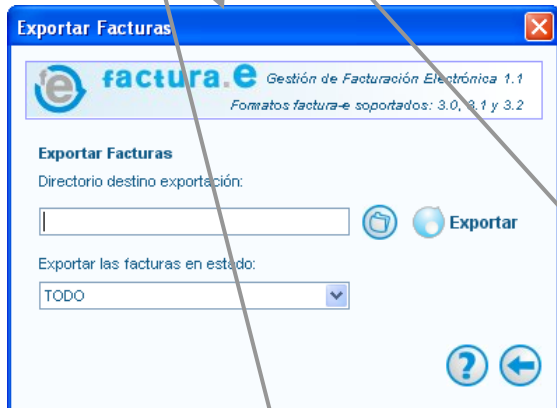 Exportar Facturas
factura.e Gestión de Facturación Electrónica 1.1
Formatos factura-e soportados: 3.0, 3.1 y 3.2
Exportar Facturas
Directorio destino exportación:
Exportar
Exportar las facturas en estado:
TODO
?